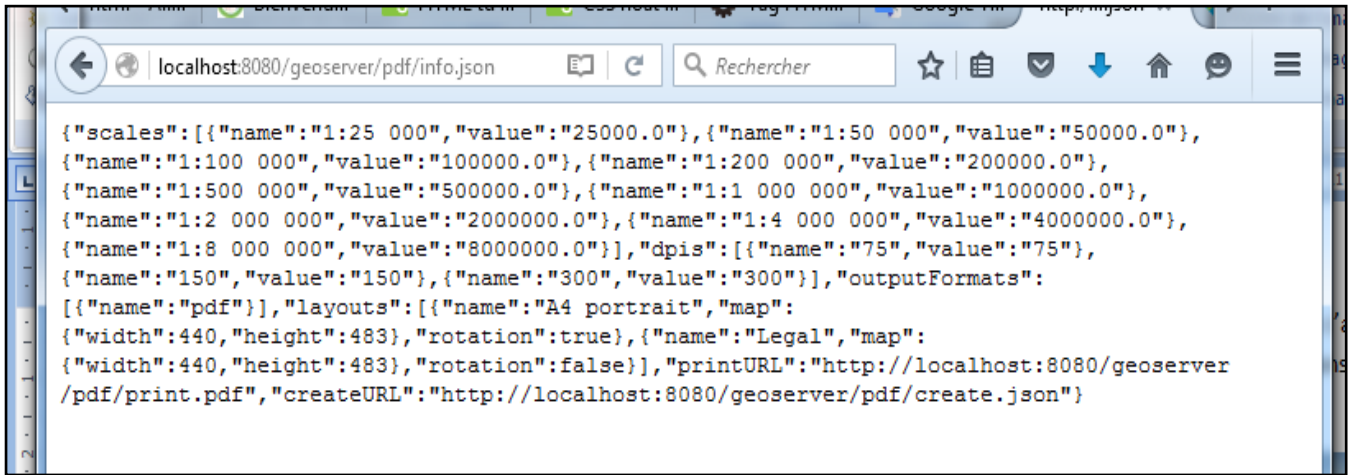 localhost:8080/geoserver/pdf/info.json
Rechercher
{"scales":[{"name":"1:25 000","value":"25000.0"},{"name":"1:50 000","value":"50000.0"},
{"name":"1:100 000","value":"100000.0"},{"name":"1:200 000","value":"200000.0"},
{"name":"1:500 000","value":"500000.0"},{"name":"1:1 000 000","value":"1000000.0"},
{"name":"1:2 000 000","value":"2000000.0"},{"name":"1:4 000 000","value":"4000000.0"},
{"name":"1:8 000 000","value":"8000000.0"}],"dpis":[{"name":"75","value":"75"},
{"name":"150","value":"150"},{"name":"300","value":"300"}],"outputFormats":
[{"name":"pdf"}],"layouts":[{"name":"A4 portrait","map":
{"width":440,"height":483},"rotation":true},{"name":"Legal","map":
{"width":440,"height":483},"rotation":false}],"printURL":"http://localhost:8080/geoserver
/pdf/print.pdf","createURL":"http://localhost:8080/geoserver/pdf/create.json"}